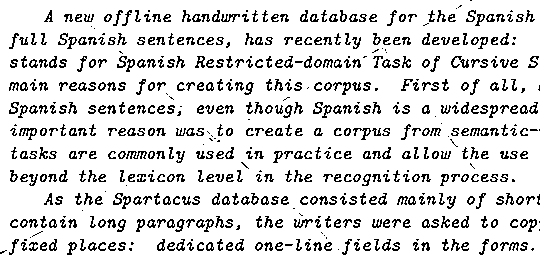 A new offline handwritten database for the Spanish
full Spanish sentences, has recently been developed:
stands for Spanish Restricted-domain Task of Cursive S
main reasons for creating this corpus. First of all,
Spanish sentences, even though Spanish is a widespread
important reason was to create a corpus from semantic-
tasks are commonly used in practice and allow the use
beyond the lexicon level in the recognition process.
As the Spartacus database consisted mainly of short
contain long paragraphs, the writers were asked to cop
fixed places: dedicated one-line fields in the forms.